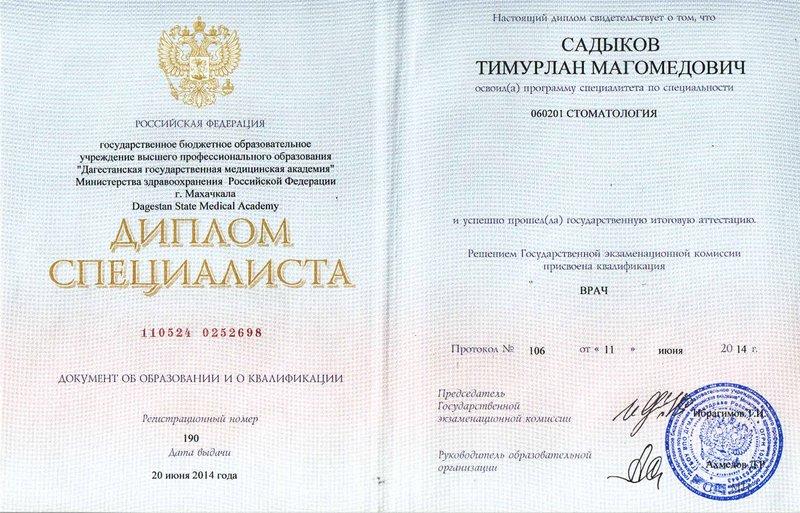 РОССИЙСКАЯ ФЕДЕРАЦИЯ
государственное бюджетное образовательное
учреждение высшего профессионального образования
"Дагестанская государственная медицинская академия"
Министерства здравоохранения Российской Федерации
г. Махачкала
Dagestan State Medical Academy
ДИПЛОМ
СПЕЦИАЛИСТА
110524 0252698
ДОКУМЕНТ ОБ ОБРАЗОВАНИИ И О КВАЛИФИКАЦИИ
Регистрационный номер
190
Дата выдачи
20 июня 2014 года
Настоящий диплом свидетельствует о том, что
САДЫКОВ
ТИМУРЛАН МАГОМЕДОВИЧ
освоил(а) программу специалитета по специальности
060201 СТОМАТОЛОГИЯ
и успешно прошел(ла) государственную итоговую аттестацию.
Решением Государственной экзаменационной комиссии
присвоена квалификация
ВРАЧ
Протокол № 106 от « 11 » июня 2014 г.
Председатель
Государственной
экзаменационной комиссии
Ибрагимов Т.И.
Руководитель образовательной
организации
Ахмедов Д.Р.